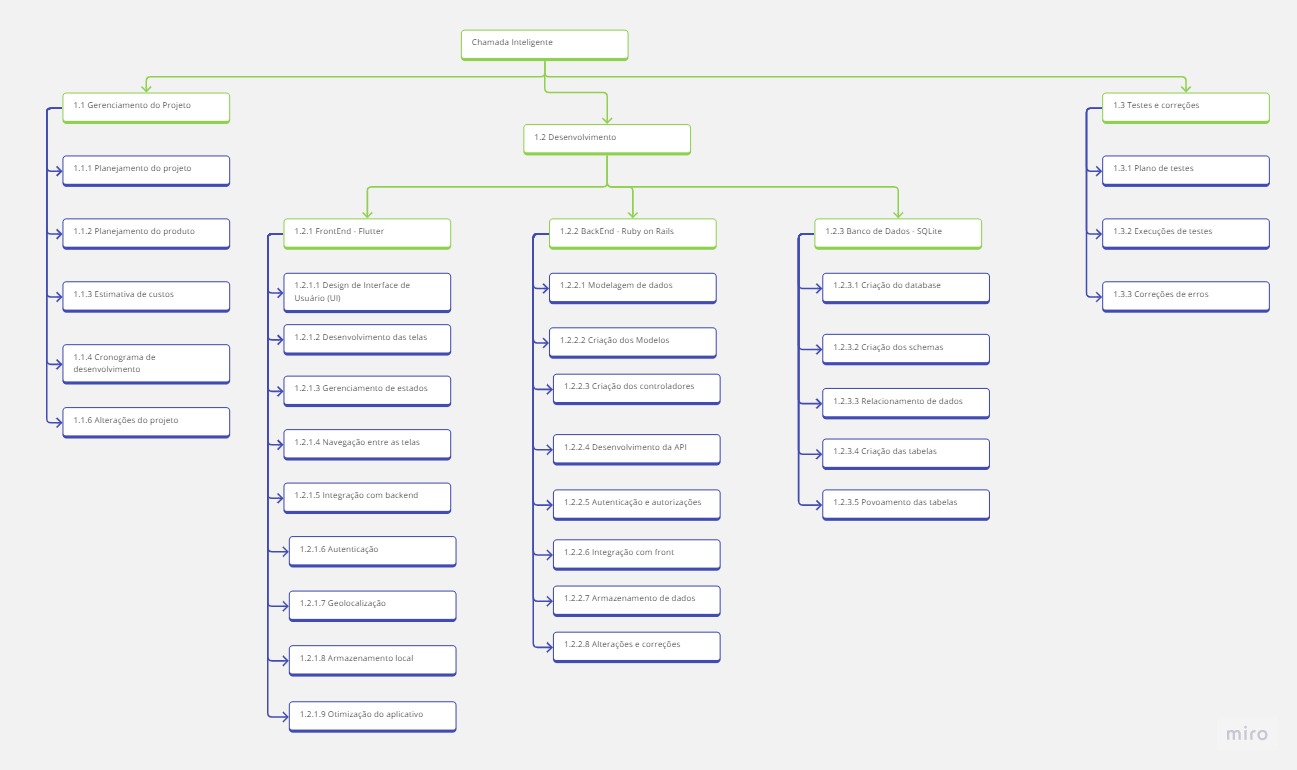 Chamada Inteligente
1.1 Gerenciamento do Projeto
1.1.1 Planejamento do projeto
1.1.2 Planejamento do produto
1.1.3 Estimativa de custos
1.1.4 Cronograma de
desenvolvimento
1.1.6 Alterações do projeto
1.2 Desenvolvimento
1.2.1 FrontEnd - Flutter
1.2.1.1 Design de Interface de
Usuário (UI)
1.2.1.2 Desenvolvimento das telas
1.2.1.3 Gerenciamento de estados
1.2.1.4 Navegação entre as telas
1.2.1.5 Integração com backend
1.2.1.6 Autenticação
1.2.1.7 Geolocalização
1.2.1.8 Armazenamento local
1.2.1.9 Otimização do aplicativo
1.2.2 BackEnd - Ruby on Rails
1.2.2.1 Modelagem de dados
1.2.2.2 Criação dos Modelos
1.2.2.3 Criação dos controladores
1.2.2.4 Desenvolvimento da API
1.2.2.5 Autenticação e autorizações
1.2.2.6 Integração com front
1.2.2.7 Armazenamento de dados
1.2.2.8 Alterações e correções
1.2.3 Banco de Dados - SQLite
1.2.3.1 Criação do database
1.2.3.2 Criação dos schemas
1.2.3.3 Relacionamento de dados
1.2.3.4 Criação das tabelas
1.2.3.5 Povoamento das tabelas
1.3 Testes e correções
1.3.1 Plano de testes
1.3.2 Execuções de testes
1.3.3 Correções de erros
miro